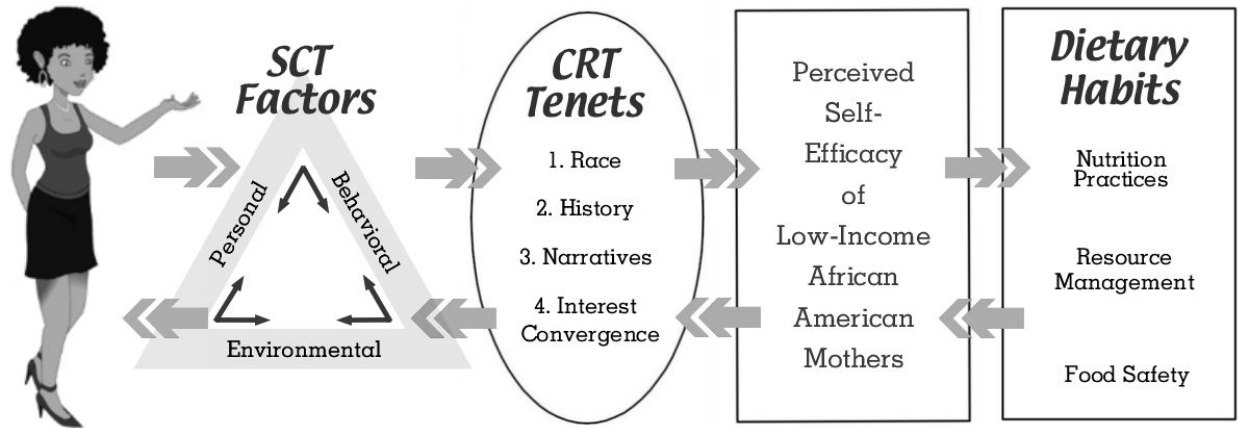 SCT
Factors
Personal
Behavioral
Environmental
CRT
Tenets
1. Race
2. History
3. Narratives
4. Interest
Convergence
Perceived
Self-
Efficacy
of
Low-Income
African
American
Mothers
Dietary
Habits
Nutrition
Practices
Resource
Management
Food Safety